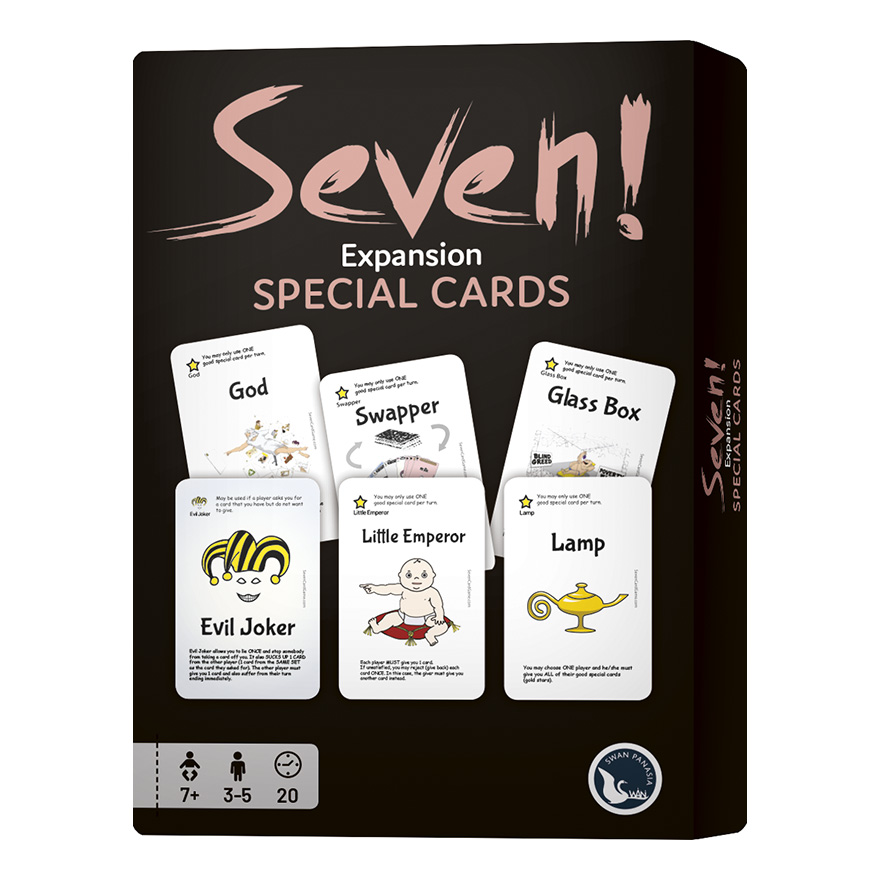 Seven!
Expansion
SPECIAL CARDS
You may only use ONE
good special card per turn.
God
God
You may only use ONE
good special card per turn.
Swapper
Swapper
You may only use ONE
good special card per turn.
Glass Box
Glass Box
BLIND
GREED
May be used if a player asks you for
a card that you have but do not want
to give.
Evil Joker
SevenCardGame.com
Evil Joker
Evil Joker allows you to lie ONCE and stop somebody
from taking a card off you. It also SUCKS UP 1 CARD
from the other player (1 card from the SAME SET
as the card they asked for). The other player must
give you 1 card and also suffer from their turn
ending immediately.
You may only use ONE
good special card per turn.
Little Emperor
Little Emperor
SevenCardGame.com
Each player MUST give you 1 card.
If unsatisfied, you may reject (give back) each
card ONCE. In this case, the giver must give you
another card instead.
You may only use ONE
good special card per turn.
Lamp
Lamp
SevenCardGame.com
You may choose ONE player and he/she must
give you ALL of their good special cards
(gold stars).
7+ 3-5 20
SWAN PANASIA
SWAN
Seven!
Expansion
SPECIAL CARDS